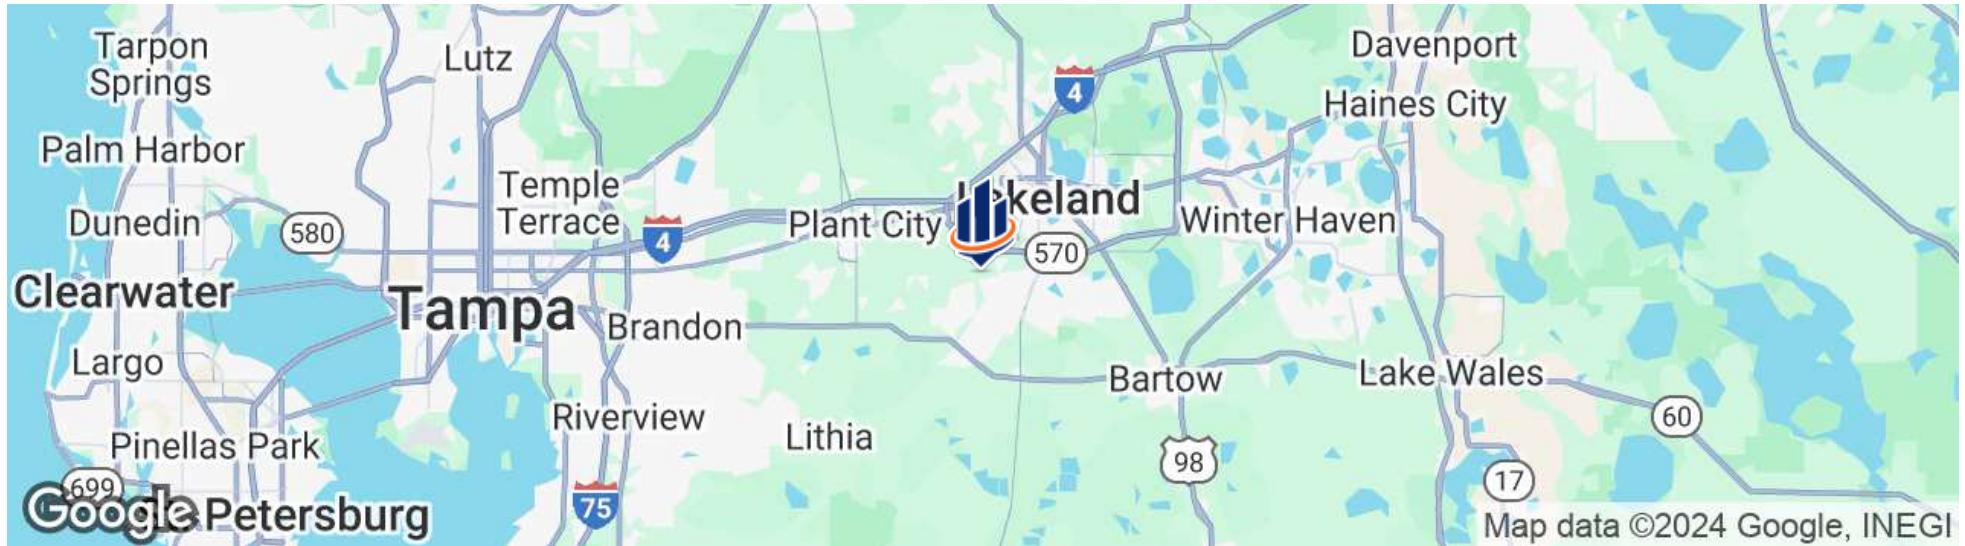 Tarpon
Springs
Lutz
4
Davenport
Haines City
Palm Harbor
Temple
Terrace
Dunedin
580
4
Plant City
keland
570
Winter Haven
Clearwater
Tampa
Brandon
Largo
Bartow
Lake Wales
Riverview
Lithia
60
Pinellas Park
98
699
17
Google
Petersburg
75
Map data ©2024 Google, INEGI